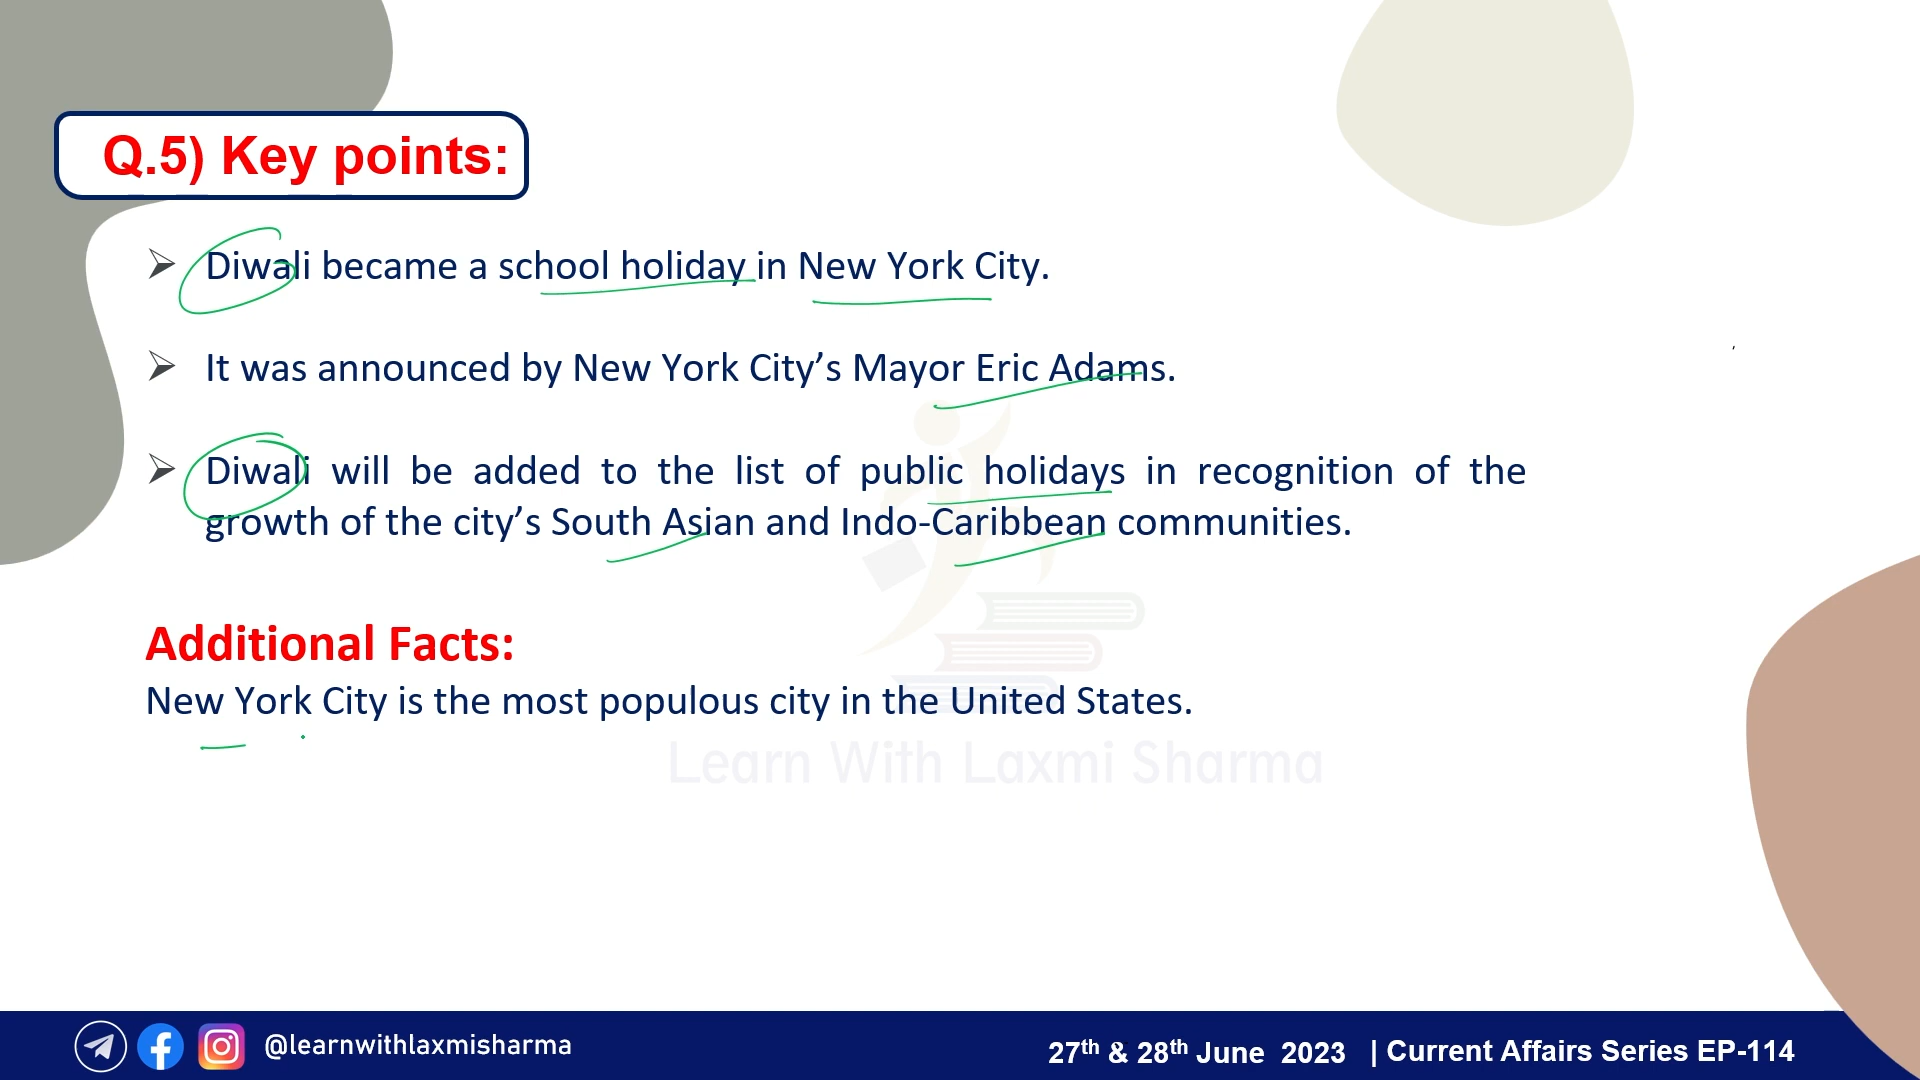 Q.5) Key points:
➢ Diwali became a school holiday in New York City.
➢ It was announced by New York City’s Mayor Eric Adams.
➢ Diwali will be added to the list of public holidays in recognition of the
growth of the city’s South Asian and Indo-Caribbean communities.
Additional Facts:
New York City is the most populous city in the United States.
Learn With Laxmi Sharma
@learnwithlaxmisharma
27th & 28th June 2023 | Current Affairs Series EP-114